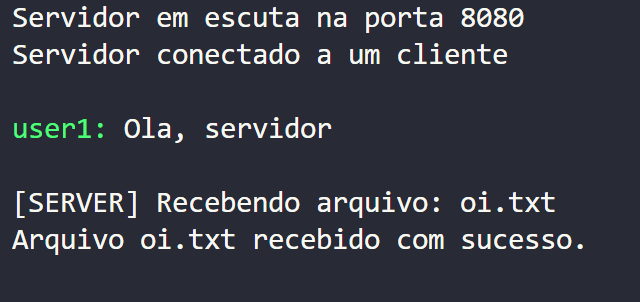 Servidor em escuta na porta 8080
Servidor conectado a um cliente
user1: Ola, servidor
[SERVER] Recebendo arquivo: oi.txt
Arquivo oi.txt recebido com sucesso.